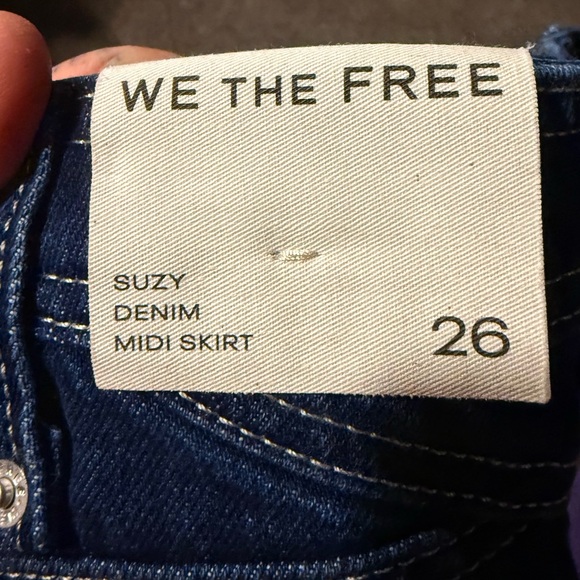 WE THE FREE
SUZY
DENIM
MIDI SKIRT
26